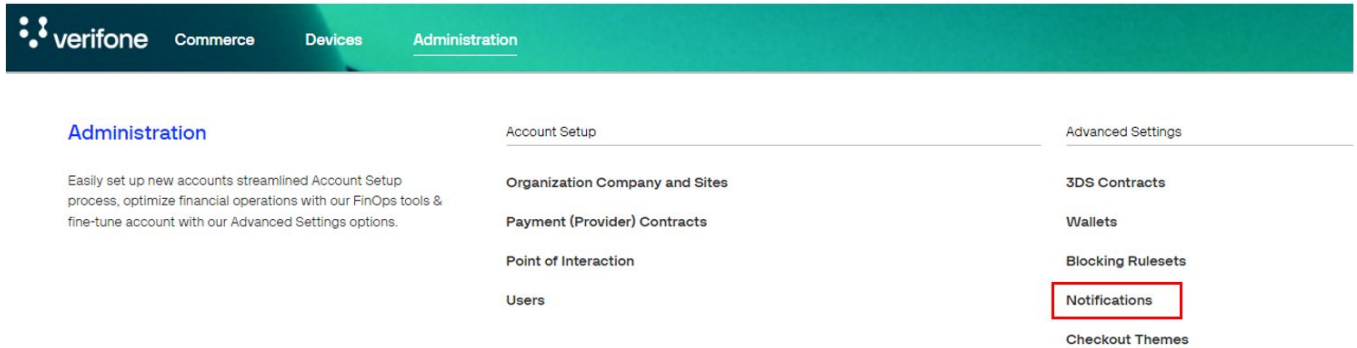 verifone Commerce Devices Administration
Administration
Easily set up new accounts streamlined Account Setup
process, optimize financial operations with our FinOps tools &
fine-tune account with our Advanced Settings options.
Account Setup
Organization Company and Sites
Payment (Provider) Contracts
Point of Interaction
Users
Advanced Settings
3DS Contracts
Wallets
Blocking Rulesets
Notifications
Checkout Themes